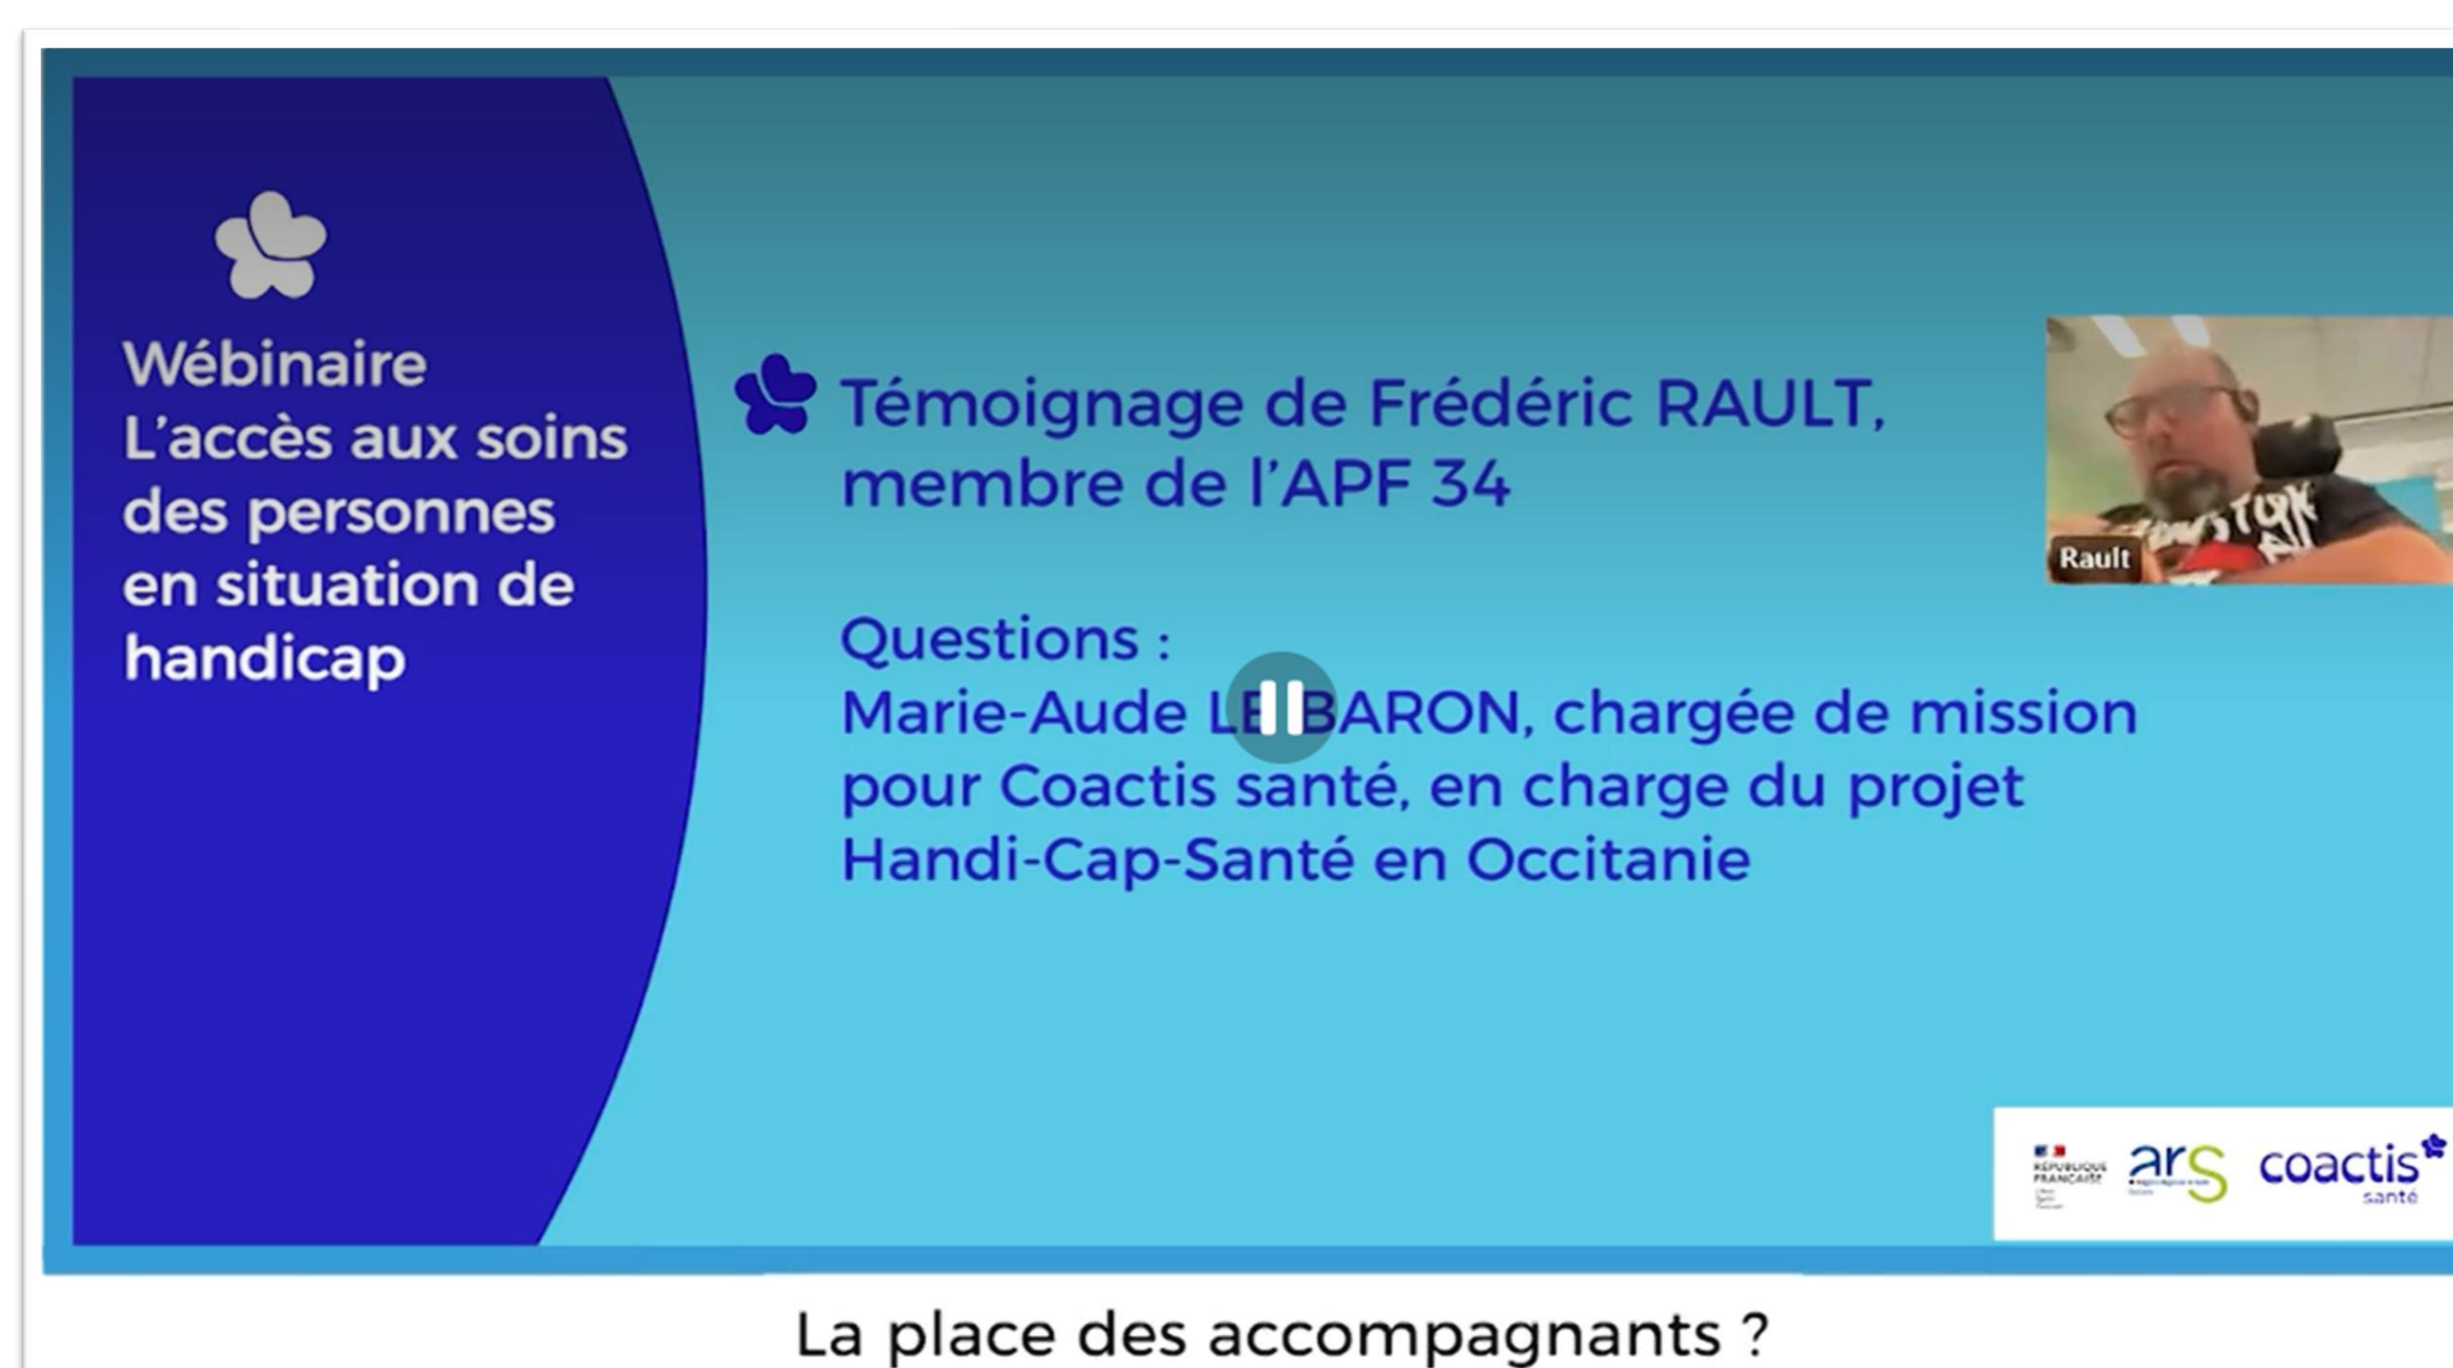 Wébinaire
L'accès aux soins
des personnes
en situation de
handicap
Témoignage de Frédéric RAULT,
membre de l'APF 34
Rault
Questions :
Marie-Aude LE BARON, chargée de mission
pour Coactis santé, en charge du projet
Handi-Cap-Santé en Occitanie
RÉPUBLIQUE
FRANÇAISE
ars
coactis
santé
La place des accompagnants ?